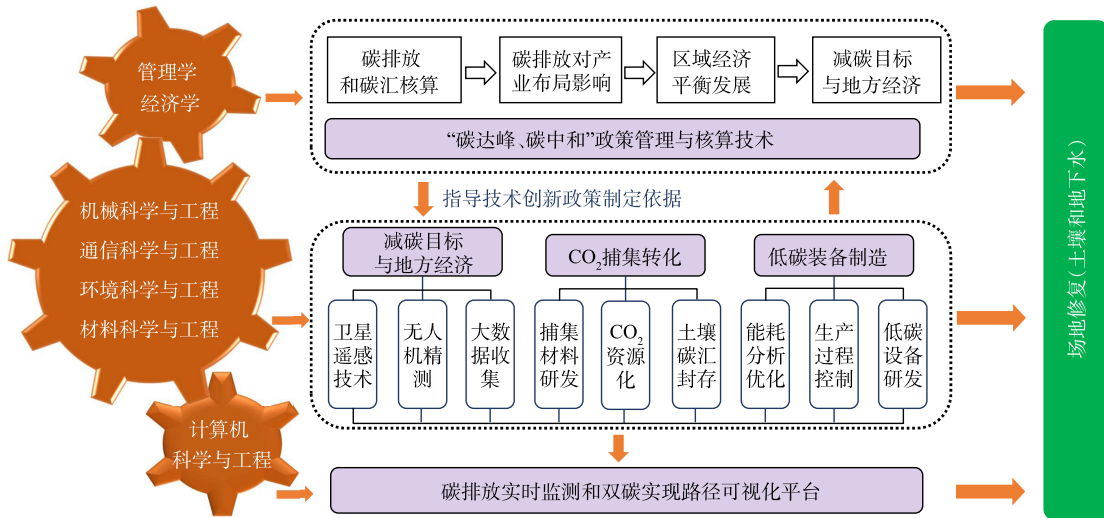 管理学
经济学
碳排放
和碳汇核算
碳排放对产
业布局影响
区域经济
平衡发展
减碳目标
与地方经济
“碳达峰、碳中和”政策管理与核算技术
指导技术创新政策制定依据
机械科学与工程
通信科学与工程
环境科学与工程
材料科学与工程
减碳目标
与地方经济
CO₂捕集转化
低碳装备制造
卫星
遥感
技术
无人
机精
测
大数
据收
集
捕集
材料
研发
CO₂
资源
化
土壤
碳汇
封存
能耗
分析
优化
生产
过程
控制
低碳
设备
研发
计算机
科学与工程
碳排放实时监测和双碳实现路径可视化平台
场地修复(土壤和地下水)